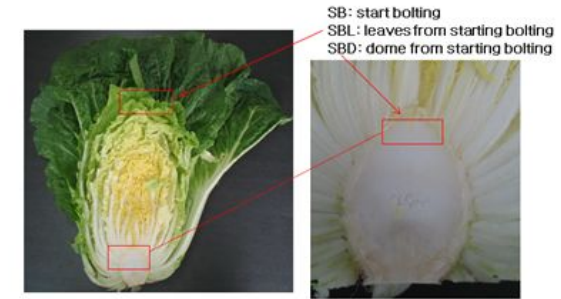 SB: start bolting
SBL: leaves from starting bolting
SBD: dome from starting bolting